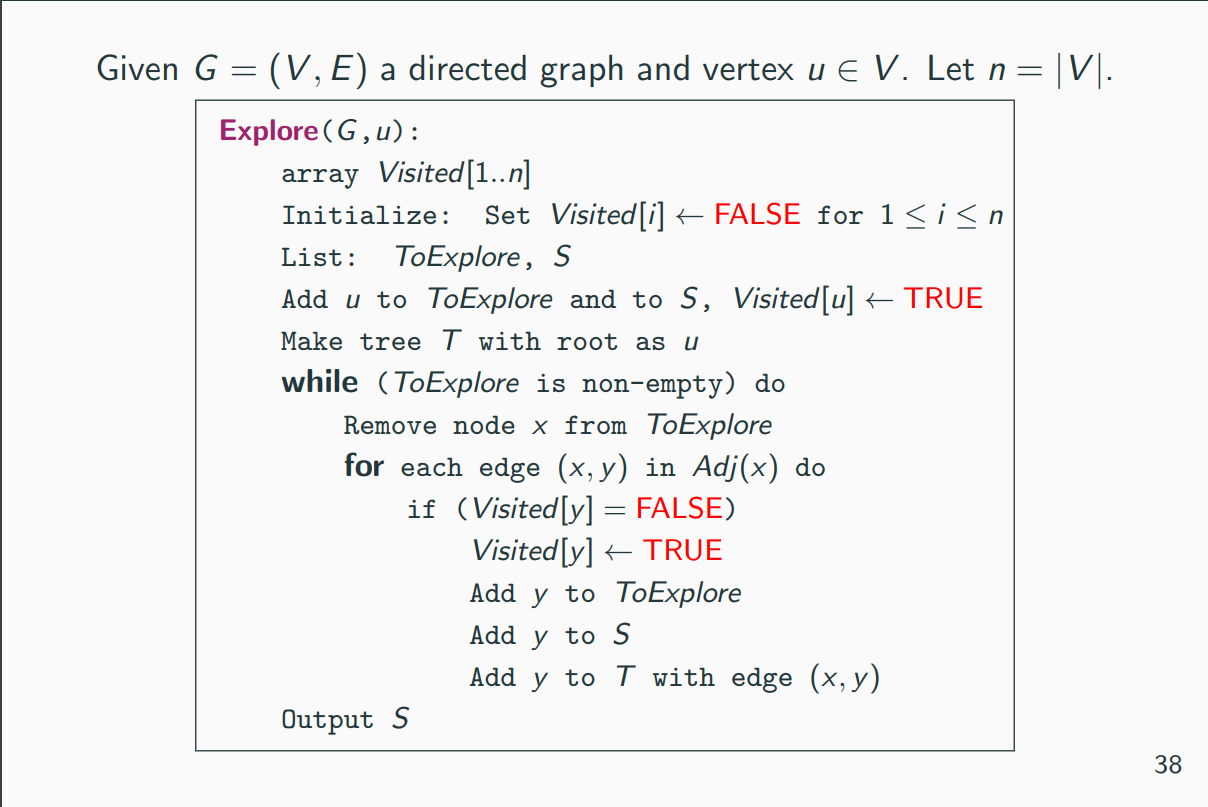 Given G = (V, E) a directed graph and vertex u ∈ V. Let n = |V|.
Explore(G,u):
array Visited[1..n]
Initialize: Set Visited[i] ← FALSE for 1 ≤ i ≤ n
List: ToExplore, S
Add u to ToExplore and to S, Visited[u] ← TRUE
Make tree T with root as u
while (ToExplore is non-empty) do
Remove node x from ToExplore
for each edge (x, y) in Adj(x) do
if (Visited[y] = FALSE)
Visited[y] ← TRUE
Add y to ToExplore
Add y to S
Add y to T with edge (x, y)
Output S
38